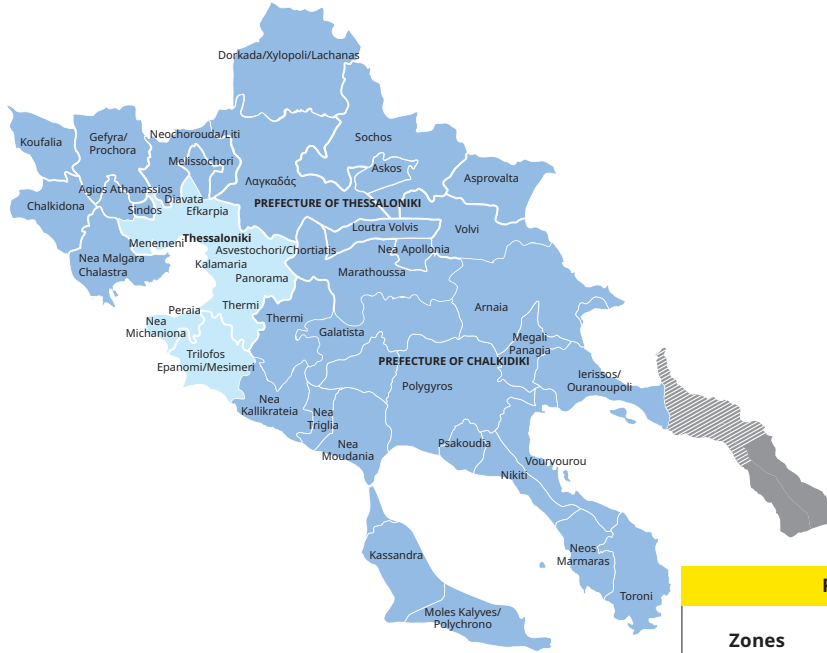 Dorkada/Xylopoli/Lachanas
Koufalia
Gefyra/
Prochora
Neochorouda/Liti
Sochos
Melissochori
Askos
Asprovalta
Λαγκαδάς
Agios Athanassios
Chalkidona
Diavata
Sindos
Efkarpia
PREFECTURE OF THESSALONIKI
Loutra Volvis
Volvi
Menemeni
Thessaloniki
Asvestochori/Chortiatis
Nea Apollonia
Nea Malgara
Chalastra
Kalamaria
Panorama
Marathoussa
Peraia
Thermi
Thermi
Arnaia
Nea
Michaniona
Galatista
Megali
Panagia
Trilofos
Epanomi/Mesimeri
PREFECTURE OF CHALKIDIKI
Polygyros
Ierissos/
Ouranoupoli
Nea
Kallikrateia
Nea
Triglia
Nea
Moudania
Psakoudia
Vourvourou
Nikiti
Kassandra
Neos
Marmaras
Toroni
Moles Kalyves/
Polychrono
Zones